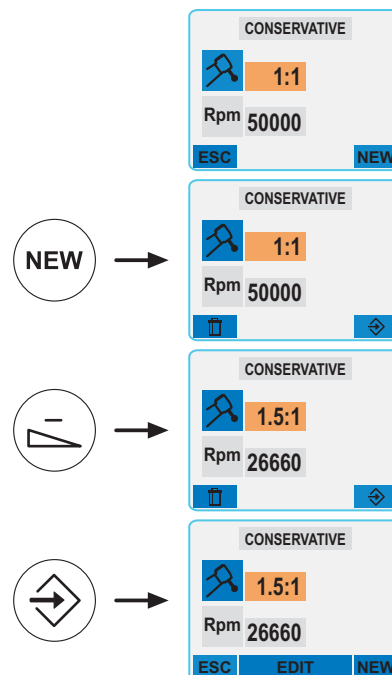 CONSERVATIVE
1:1
Rpm 50000
ESC NEW
NEW
CONSERVATIVE
1:1
Rpm 50000
CONSERVATIVE
1.5:1
Rpm 26660
CONSERVATIVE
1.5:1
Rpm 26660
ESC EDIT NEW